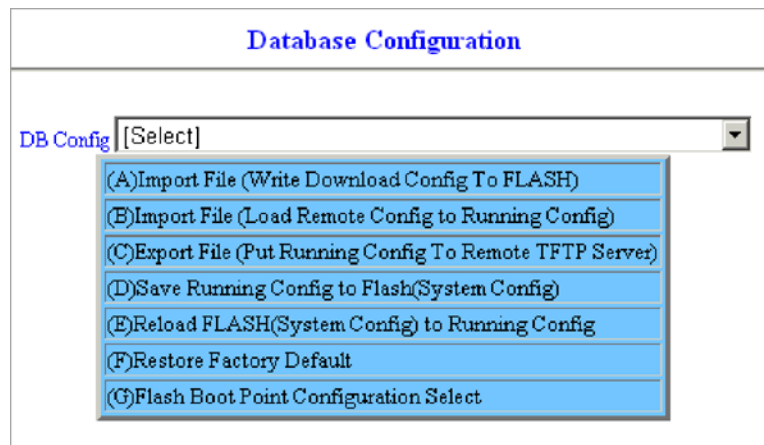 Database Configuration
DB Config [Select]
(A)Import File (Write Download Config To FLASH)
(B)Import File (Load Remote Config to Running Config)
(C)Export File (Put Running Config To Remote TFTP Server)
(D)Save Running Config to Flash(System Config)
(E)Reload FLASH(System Config) to Running Config
(F)Restore Factory Default
(G)Flash Boot Point Configuration Select